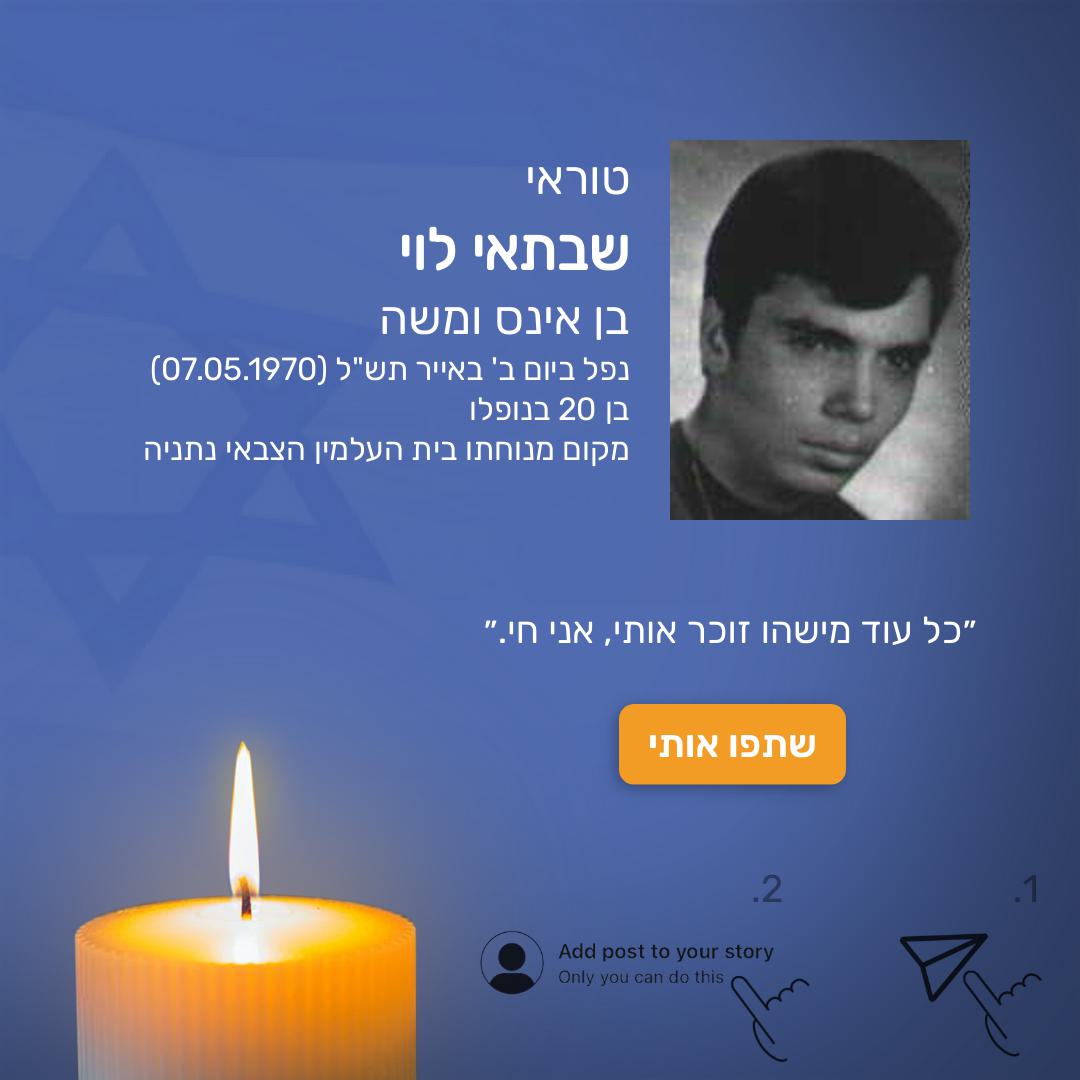 טוראי
שבתאי לוי
בן אינס ומשה
נפל ביום ב' באייר תש"ל (07.05.1970)
בן 20 בנופלו
מקום מנוחתו בית העלמין הצבאי נתניה
״כל עוד מישהו זוכר אותי, אני חי.״
שתפו אותי
1.
2.
Add post to your story
Only you can do this